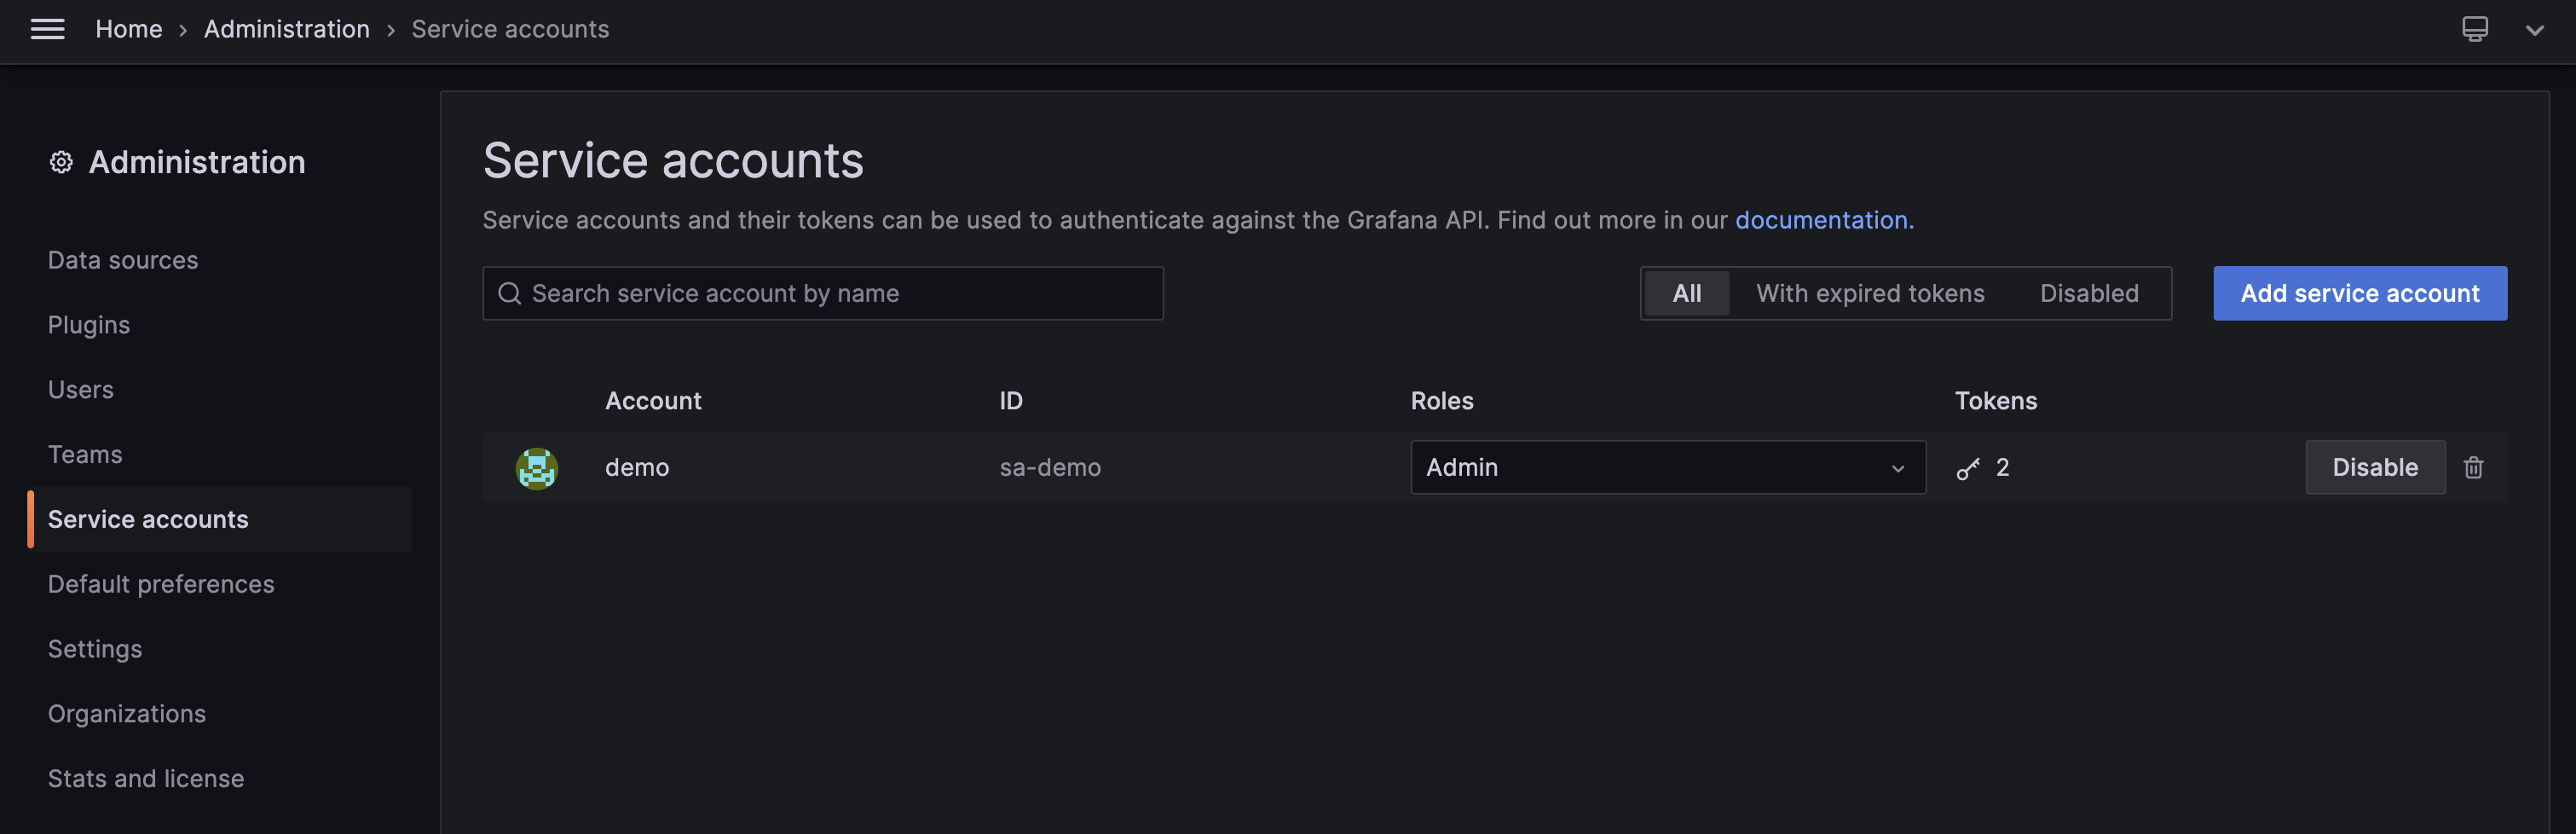 Home › Administration › Service accounts
Administration
Data sources
Plugins
Users
Teams
Service accounts
Default preferences
Settings
Organizations
Stats and license
Service accounts
Service accounts and their tokens can be used to authenticate against the Grafana API. Find out more in our documentation.
Search service account by name
All With expired tokens Disabled
Add service account
Account ID Roles Tokens
demo sa-demo Admin 2 Disable